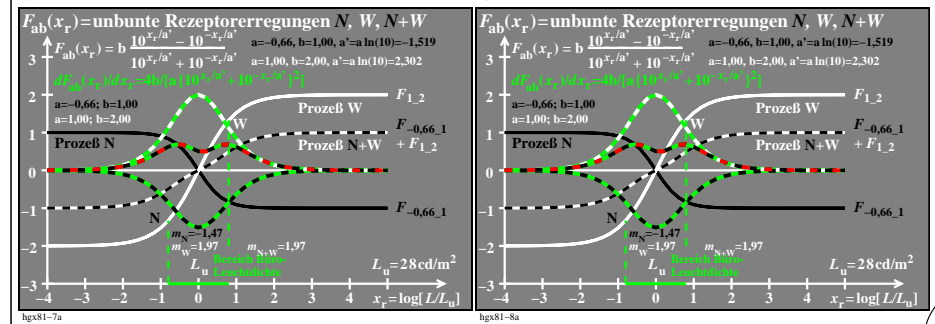 F_ab(x_r)=unbunte Rezeptorerregungen N, W, N+W
F_ab(x_r) = b (10^(x_r/a’) − 10^(−x_r/a’)) / (10^(x_r/a’) + 10^(−x_r/a’))
a=−0,66, b=1,00, a’=a ln(10)=−1,519
a=1,00, b=2,00, a’=a ln(10)=2,302
dF_ab(x_r)/dx_r=4b/[a{10^(x_r/a’)+10^(−x_r/a’)}^2]
a=−0,66; b=1,00
a=1,00; b=2,00
F_1_2
Prozeß W
W
F_−0,66_1
+ F_1_2
Prozeß N
Prozeß N+W
N
F_−0,66_1
m_N=−1,47
m_W=1,97
m_N+W=1,97
Bereich Büro-
Leuchtdichte
L_u
L_u=28cd/m^2
3
2
1
0
−1
−2
−3
−4 −3 −2 −1 0 1 2 3 4
x_r=log[L/L_u]
hgx81−7a
F_ab(x_r)=unbunte Rezeptorerregungen N, W, N+W
F_ab(x_r) = b (10^(x_r/a’) − 10^(−x_r/a’)) / (10^(x_r/a’) + 10^(−x_r/a’))
a=−0,66, b=1,00, a’=a ln(10)=−1,519
a=1,00, b=2,00, a’=a ln(10)=2,302
dF_ab(x_r)/dx_r=4b/[a{10^(x_r/a’)+10^(−x_r/a’)}^2]
a=−0,66; b=1,00
a=1,00; b=2,00
F_1_2
Prozeß W
W
F_−0,66_1
+ F_1_2
Prozeß N
Prozeß N+W
N
F_−0,66_1
m_N=−1,47
m_W=1,97
m_N+W=1,97
Bereich Büro-
Leuchtdichte
L_u
L_u=28cd/m^2
3
2
1
0
−1
−2
−3
−4 −3 −2 −1 0 1 2 3 4
x_r=log[L/L_u]
hgx81−8a